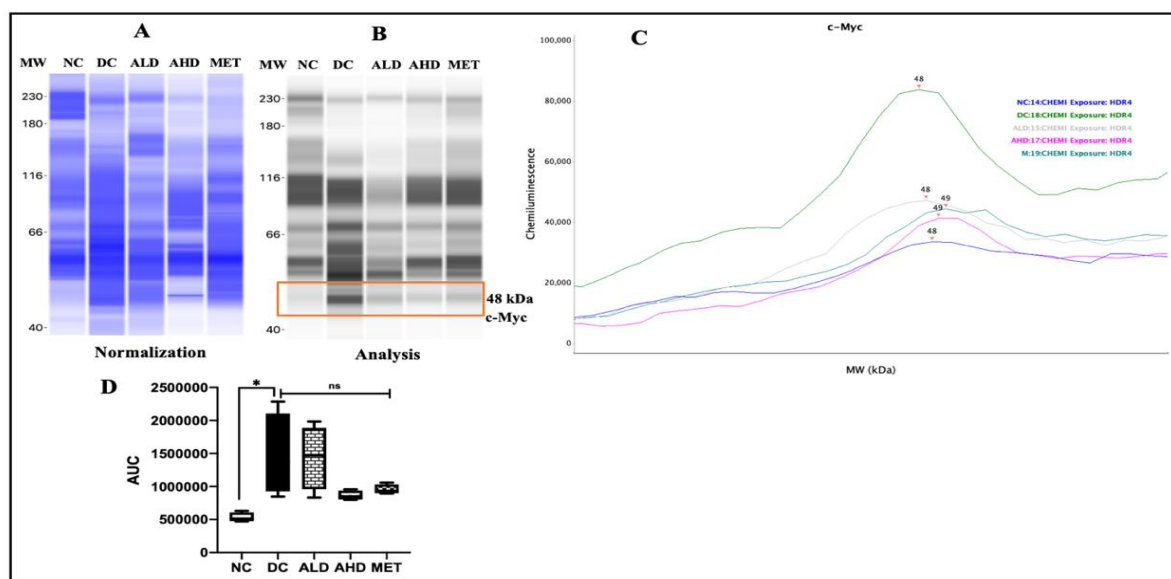 A
MW NC DC ALD AHD MET
230-
180-
116-
66-
40-
Normalization
B
MW NC DC ALD AHD MET
230-
180-
116-
66-
40-
48 kDa
c-Myc
Analysis
c-Myc
C
100,000
80,000
60,000
40,000
20,000
0
Chemiluminescence
48
48
49
49
48
NC:14:CHEMI Exposure: HDR4
DC:18:CHEMI Exposure: HDR4
ALD:15:CHEMI Exposure: HDR4
AHD:17:CHEMI Exposure: HDR4
M:19:CHEMI Exposure: HDR4
MW (kDa)
D
2500000
2000000
1500000
1000000
500000
0
AUC
*
ns
NC DC ALD AHD MET